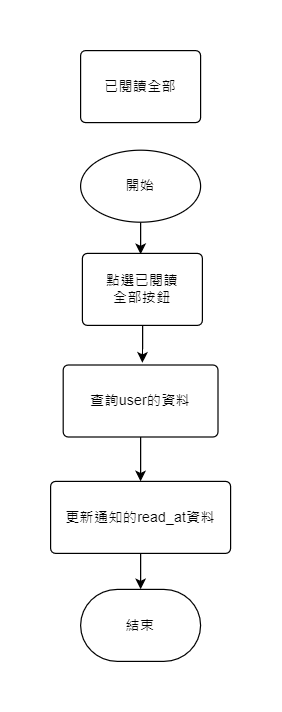 已閱讀全部
開始
點選已閱讀
全部按鈕
查詢user的資料
更新通知的read_at資料
結束